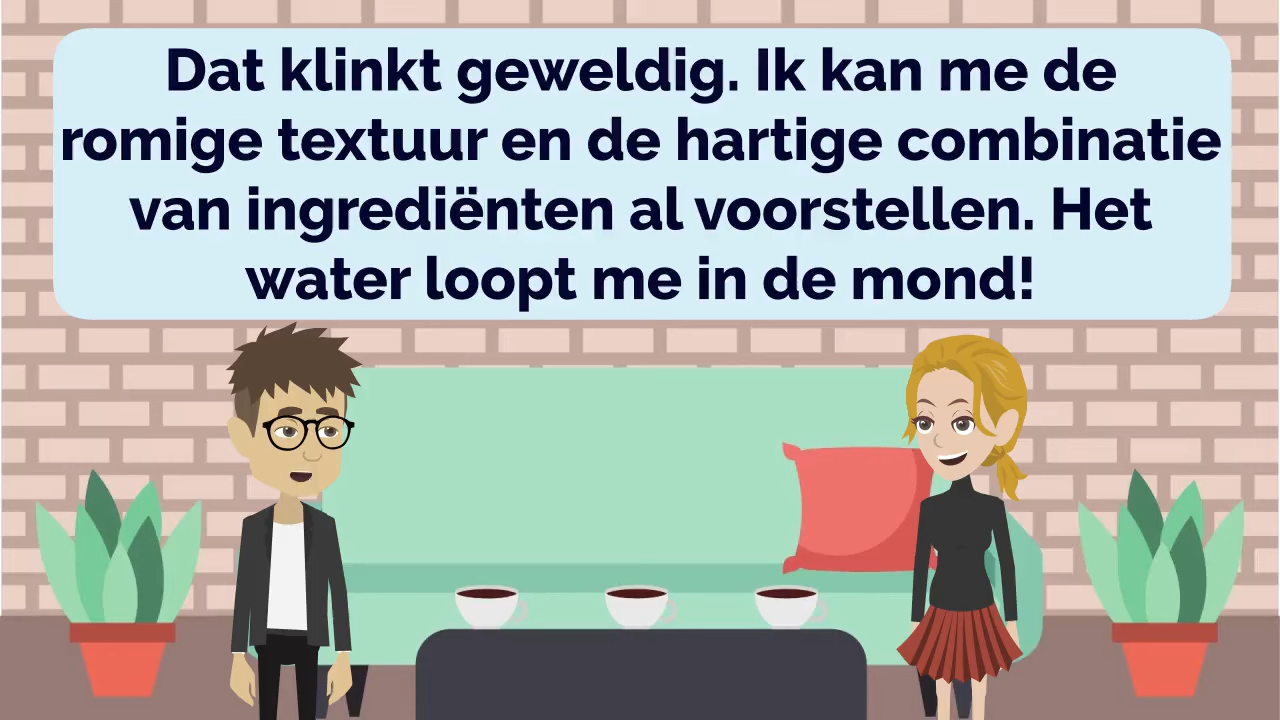 Dat klinkt geweldig. Ik kan me de
romige textuur en de hartige combinatie
van ingrediënten al voorstellen. Het
water loopt me in de mond!